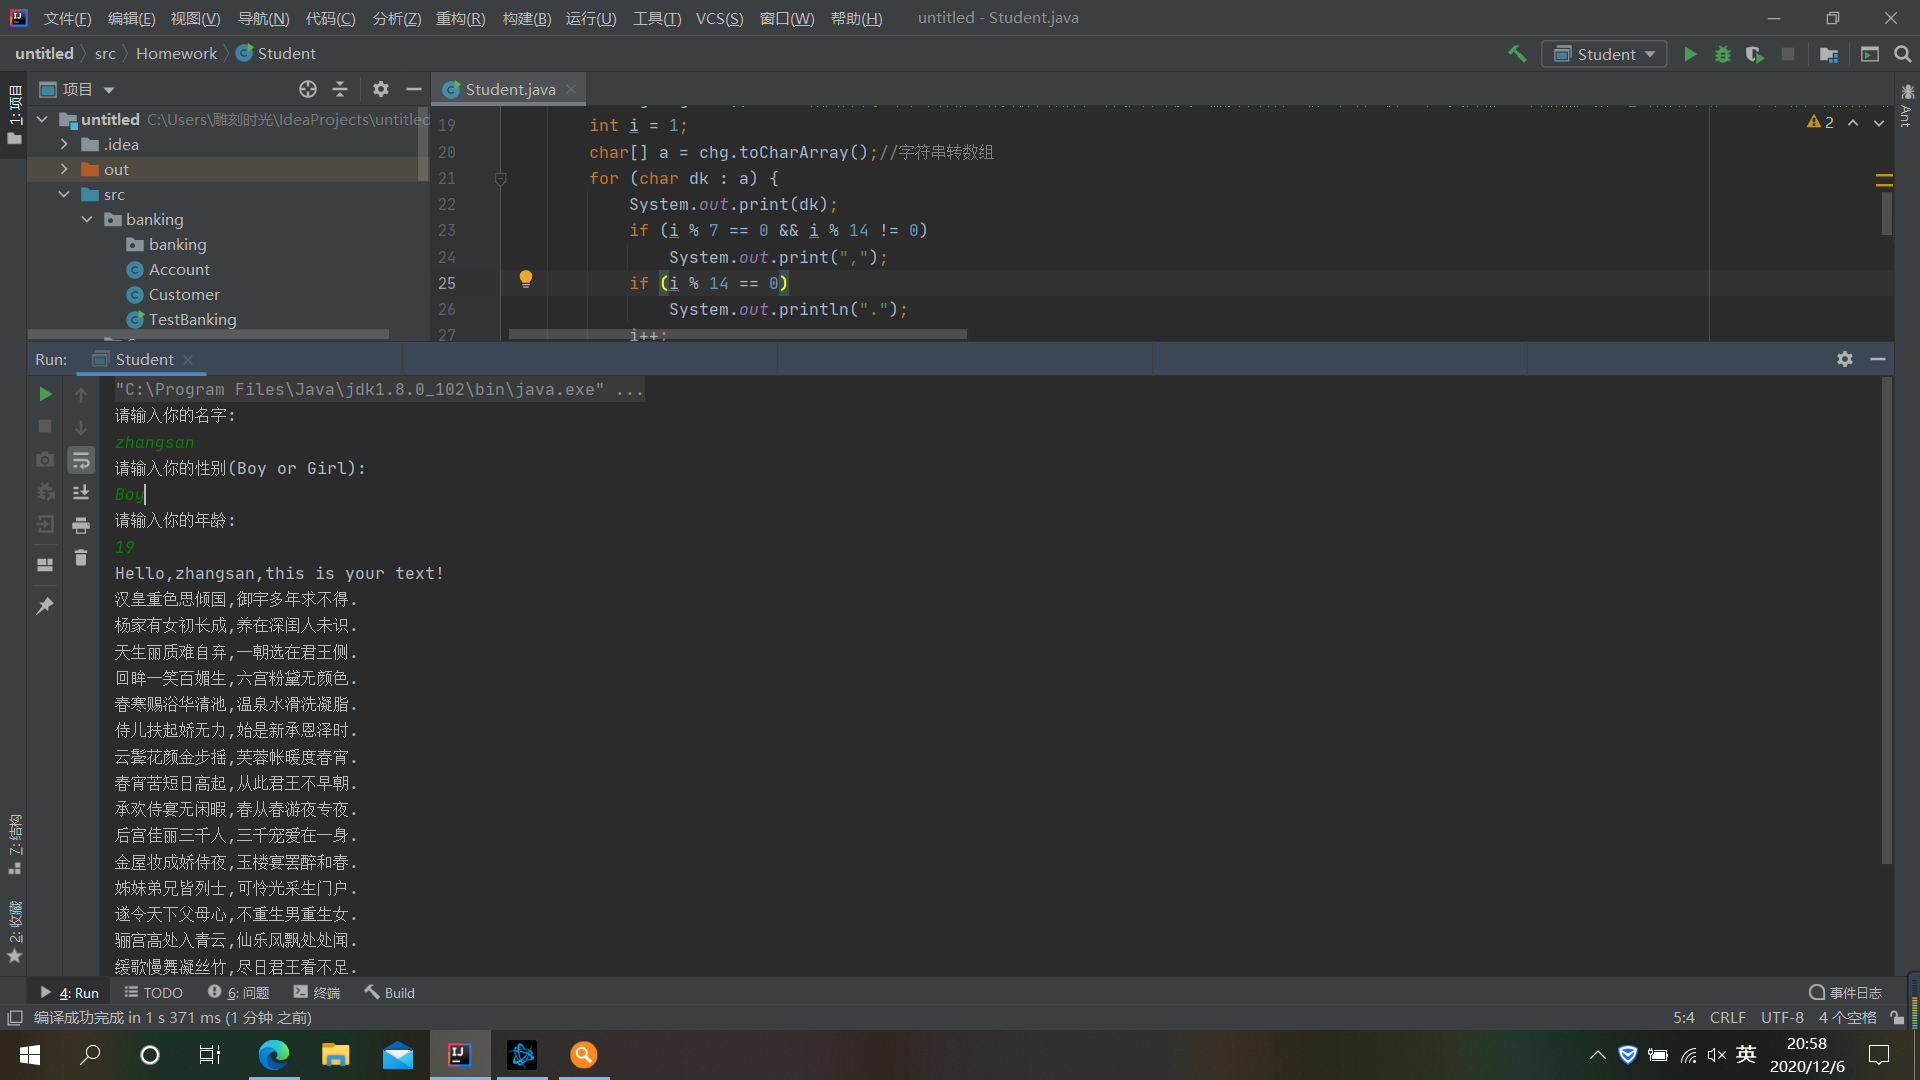 文件(F) 编辑(E) 视图(V) 导航(N) 代码(C) 分析(Z) 重构(R) 构建(B) 运行(U) 工具(T) VCS(S) 窗口(W) 帮助(H) untitled - Student.java
untitled src Homework Student
Student
1: 项目
项目
Student.java
Ant
untitled C:\Users\雕刻时光\IdeaProjects\untitled
.idea
out
src
banking
banking
Account
Customer
TestBanking
2
19 int i = 1;
20 char[] a = chg.toCharArray();//字符串转数组
21 for (char dk : a) {
22 System.out.print(dk);
23 if (i % 7 == 0 && i % 14 != 0)
24 System.out.print(",");
25 if (i % 14 == 0)
26 System.out.println(".");
27 i++;
Run: Student
"C:\Program Files\Java\jdk1.8.0_102\bin\java.exe" ...
请输入你的名字:
zhangsan
请输入你的性别(Boy or Girl):
Boy
请输入你的年龄:
19
Hello,zhangsan,this is your text!
汉皇重色思倾国,御宇多年求不得.
杨家有女初长成,养在深闺人未识.
天生丽质难自弃,一朝选在君王侧.
回眸一笑百媚生,六宫粉黛无颜色.
春寒赐浴华清池,温泉水滑洗凝脂.
侍儿扶起娇无力,始是新承恩泽时.
云鬓花颜金步摇,芙蓉帐暖度春宵.
春宵苦短日高起,从此君王不早朝.
承欢侍宴无闲暇,春从春游夜专夜.
后宫佳丽三千人,三千宠爱在一身.
金屋妆成娇侍夜,玉楼宴罢醉和春.
姊妹弟兄皆列士,可怜光采生门户.
遂令天下父母心,不重生男重生女.
骊宫高处入青云,仙乐风飘处处闻.
缓歌慢舞凝丝竹,尽日君王看不足.
Z: 结构
2: 收藏
4: Run TODO 6: 问题 终端 Build 事件日志
编译成功完成 in 1 s 371 ms (1 分钟 之前) 5:4 CRLF UTF-8 4 个空格
英
20:58
2020/12/6